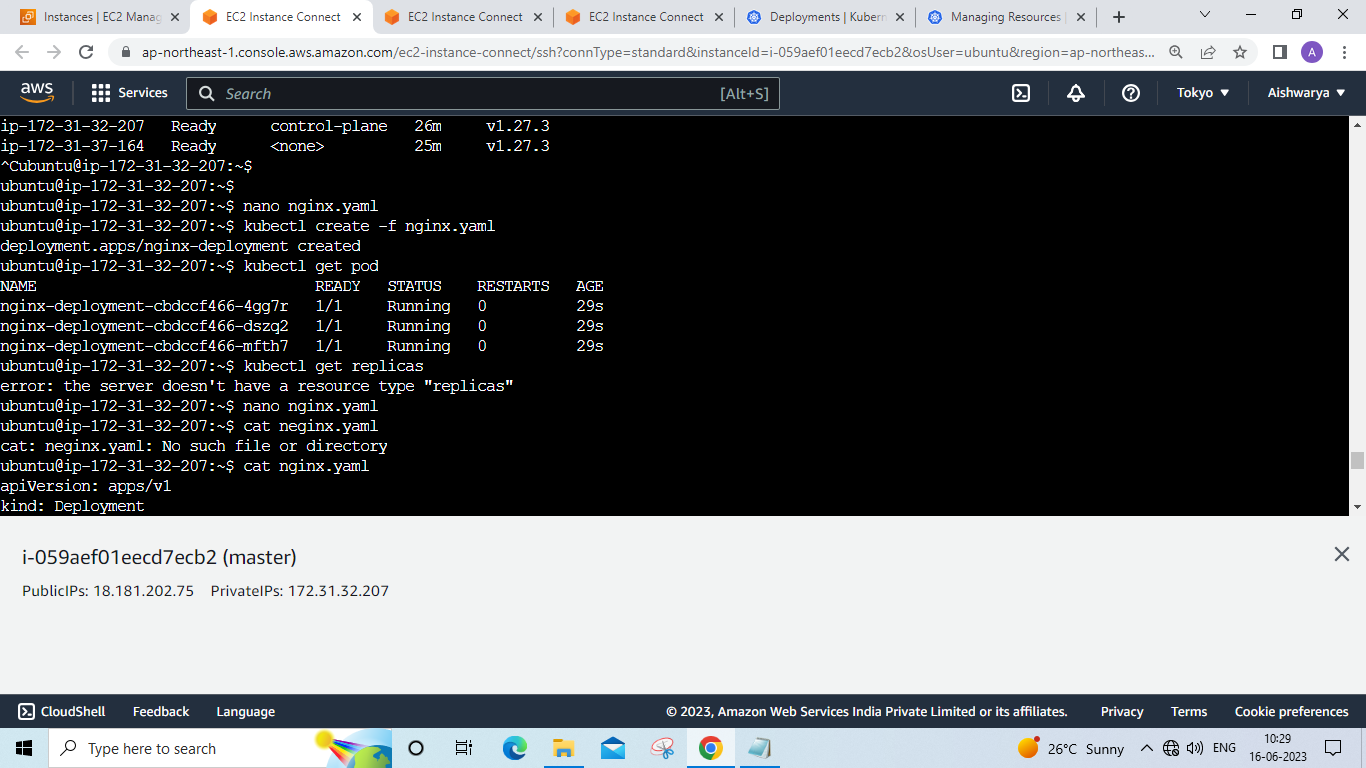 Instances | EC2 Manag
EC2 Instance Connect
EC2 Instance Connect
EC2 Instance Connect
Deployments | Kubern
Managing Resources |
ap-northeast-1.console.aws.amazon.com/ec2-instance-connect/ssh?connType=standard&instanceId=i-059aef01eecd7ecb2&osUser=ubuntu&region=ap-northeas...
A
aws
Services
Search
[Alt+S]
Tokyo
Aishwarya
ip-172-31-32-207 Ready control-plane 26m v1.27.3
ip-172-31-37-164 Ready <none> 25m v1.27.3
^Cubuntu@ip-172-31-32-207:~$
ubuntu@ip-172-31-32-207:~$
ubuntu@ip-172-31-32-207:~$ nano nginx.yaml
ubuntu@ip-172-31-32-207:~$ kubectl create -f nginx.yaml
deployment.apps/nginx-deployment created
ubuntu@ip-172-31-32-207:~$ kubectl get pod
NAME READY STATUS RESTARTS AGE
nginx-deployment-cbdccf466-4gg7r 1/1 Running 0 29s
nginx-deployment-cbdccf466-dszq2 1/1 Running 0 29s
nginx-deployment-cbdccf466-mfth7 1/1 Running 0 29s
ubuntu@ip-172-31-32-207:~$ kubectl get replicas
error: the server doesn't have a resource type "replicas"
ubuntu@ip-172-31-32-207:~$ nano nginx.yaml
ubuntu@ip-172-31-32-207:~$ cat neginx.yaml
cat: neginx.yaml: No such file or directory
ubuntu@ip-172-31-32-207:~$ cat nginx.yaml
apiVersion: apps/v1
kind: Deployment
i-059aef01eecd7ecb2 (master)
PublicIPs: 18.181.202.75 PrivateIPs: 172.31.32.207
CloudShell
Feedback
Language
© 2023, Amazon Web Services India Private Limited or its affiliates.
Privacy
Terms
Cookie preferences
Type here to search
26°C Sunny
ENG
10:29
16-06-2023